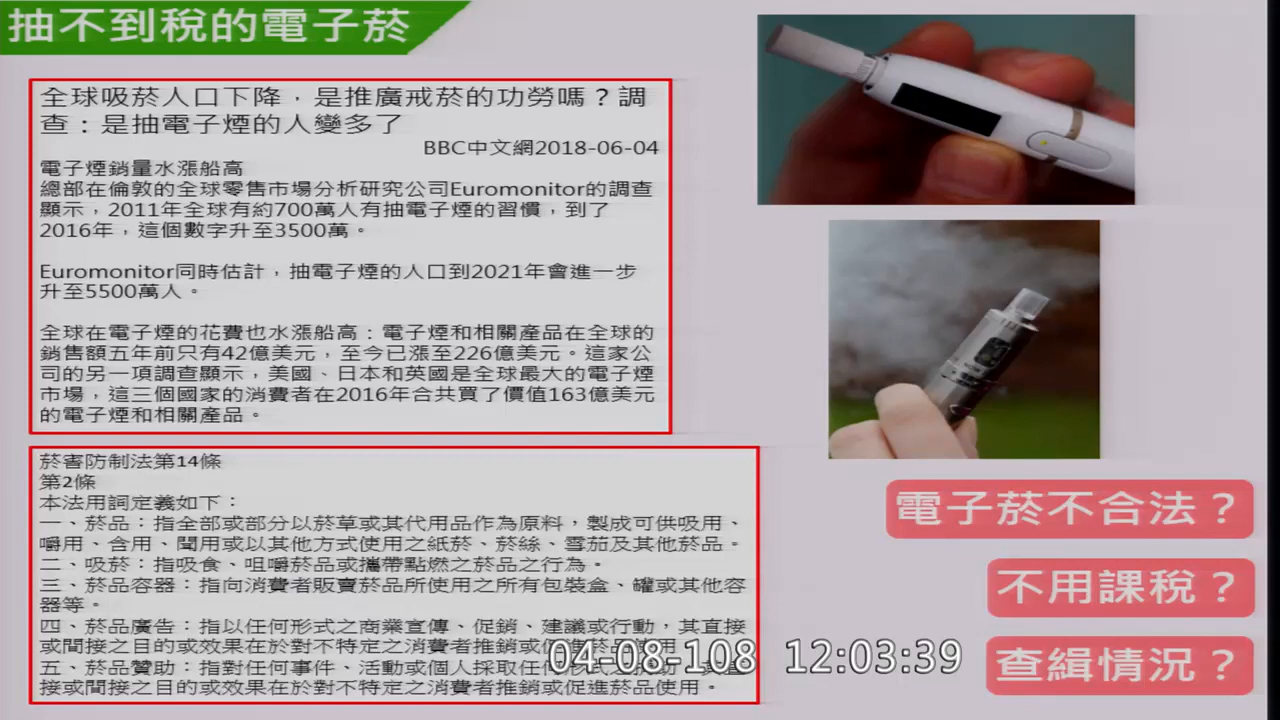 抽不到稅的電子菸
全球吸菸人口下降，是推廣戒菸的功勞嗎？調
查：是抽電子煙的人變多了
BBC中文網2018-06-04
電子煙銷量水漲船高
總部在倫敦的全球零售市場分析研究公司Euromonitor的調查
顯示，2011年全球有約700萬人有抽電子煙的習慣，到了
2016年，這個數字升至3500萬。
Euromonitor同時估計，抽電子煙的人口到2021年會進一步
升至5500萬人。
全球在電子煙的花費也水漲船高：電子煙和相關產品在全球的
銷售額五年前只有42億美元，至今已漲至226億美元。這家公
司的另一項調查顯示，美國、日本和英國是全球最大的電子煙
市場，這三個國家的消費者在2016年合共買了價值163億美元
的電子煙和相關產品。
菸害防制法第14條
第2條
本法用詞定義如下：
一、菸品：指全部或部分以菸草或其代用品作為原料，製成可供吸用、
嚼用、含用、聞用或以其他方式使用之紙菸、菸絲、雪茄及其他菸品。
二、吸菸：指吸食、咀嚼菸品或攜帶點燃之菸品之行為。
三、菸品容器：指向消費者販賣菸品所使用之所有包裝盒、罐或其他容
器等。
四、菸品廣告：指以任何形式之商業宣傳、促銷、建議或行動，其直接
或間接之目的或效果在於對不特定之消費者推銷或促進菸品使用。
五、菸品贊助：指對任何事件、活動或個人採取任何形式之
接或間接之目的或效果在於對不特定之消費者推銷或促進菸品使用。
電子菸不合法？
不用課稅？
查緝情況？
04-08-108 12:03:39